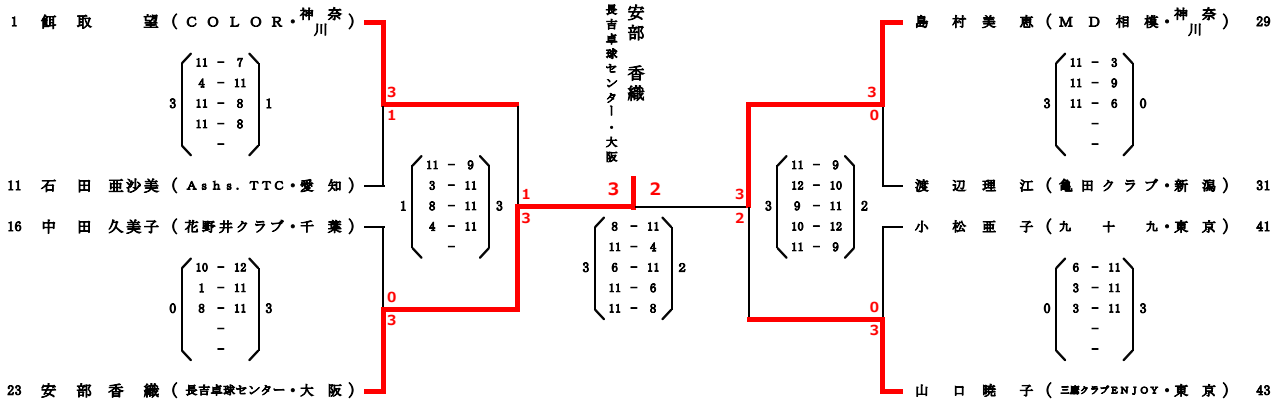 安部 香織
長吉卓球センター・大阪
1 餌取 望 (COLOR・神奈川)
11 - 7
4 - 11
3 11 - 8 1
11 - 8
-
3
1
11 石田 亜沙美 (Ashs. TTC・愛知)
11 - 9
3 - 11
1 8 - 11 3
4 - 11
-
1
3
16 中田 久美子 (花野井クラブ・千葉)
10 - 12
1 - 11
0 8 - 11 3
-
-
0
3
23 安部香織 (長吉卓球センター・大阪)
3 2
8 - 11
11 - 4
3 6 - 11 2
11 - 6
11 - 8
島村美恵 (MD相模・神奈川) 29
11 - 3
11 - 9
3 11 - 6 0
-
-
3
0
渡辺理江 (亀田クラブ・新潟) 31
11 - 9
12 - 10
3 9 - 11 2
10 - 12
11 - 9
3
2
小松亜子 (九十九・東京) 41
6 - 11
3 - 11
0 3 - 11 3
-
-
0
3
山口暁子 (三鷹クラブENJOY・東京) 43